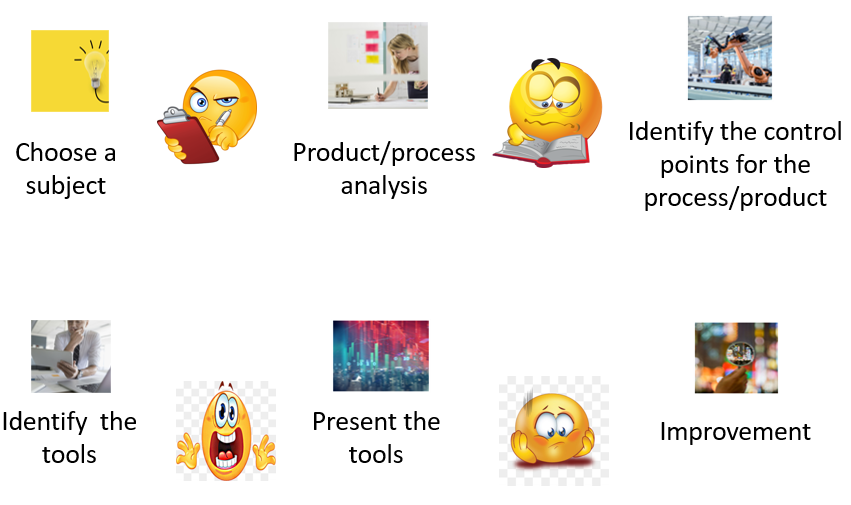 Choose a
subject
Product/process
analysis
Identify the control
points for the
process/product
Identify  the
tools
Present the
tools
Improvement